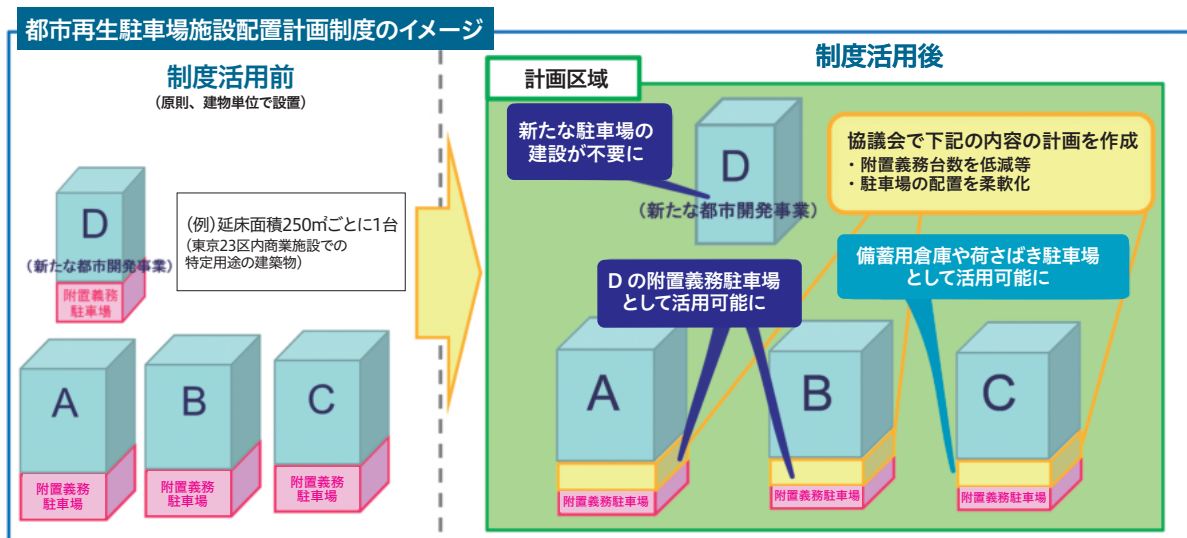 都市再生駐車場施設配置計画制度のイメージ
制度活用前
(原則、建物単位で設置)
D
(新たな都市開発事業)
附置義務
駐車場
(例)延床面積250㎡ごとに1台
(東京23区内商業施設での
特定用途の建築物)
A
附置義務
駐車場
B
附置義務
駐車場
C
附置義務
駐車場
制度活用後
計画区域
新たな駐車場の
建設が不要に
D
(新たな都市開発事業)
協議会で下記の内容の計画を作成
・附置義務台数を低減等
・駐車場の配置を柔軟化
D の附置義務駐車場
として活用可能に
備蓄用倉庫や荷さばき駐車場
として活用可能に
A
附置義務駐車場
B
附置義務駐車場
C
附置義務駐車場